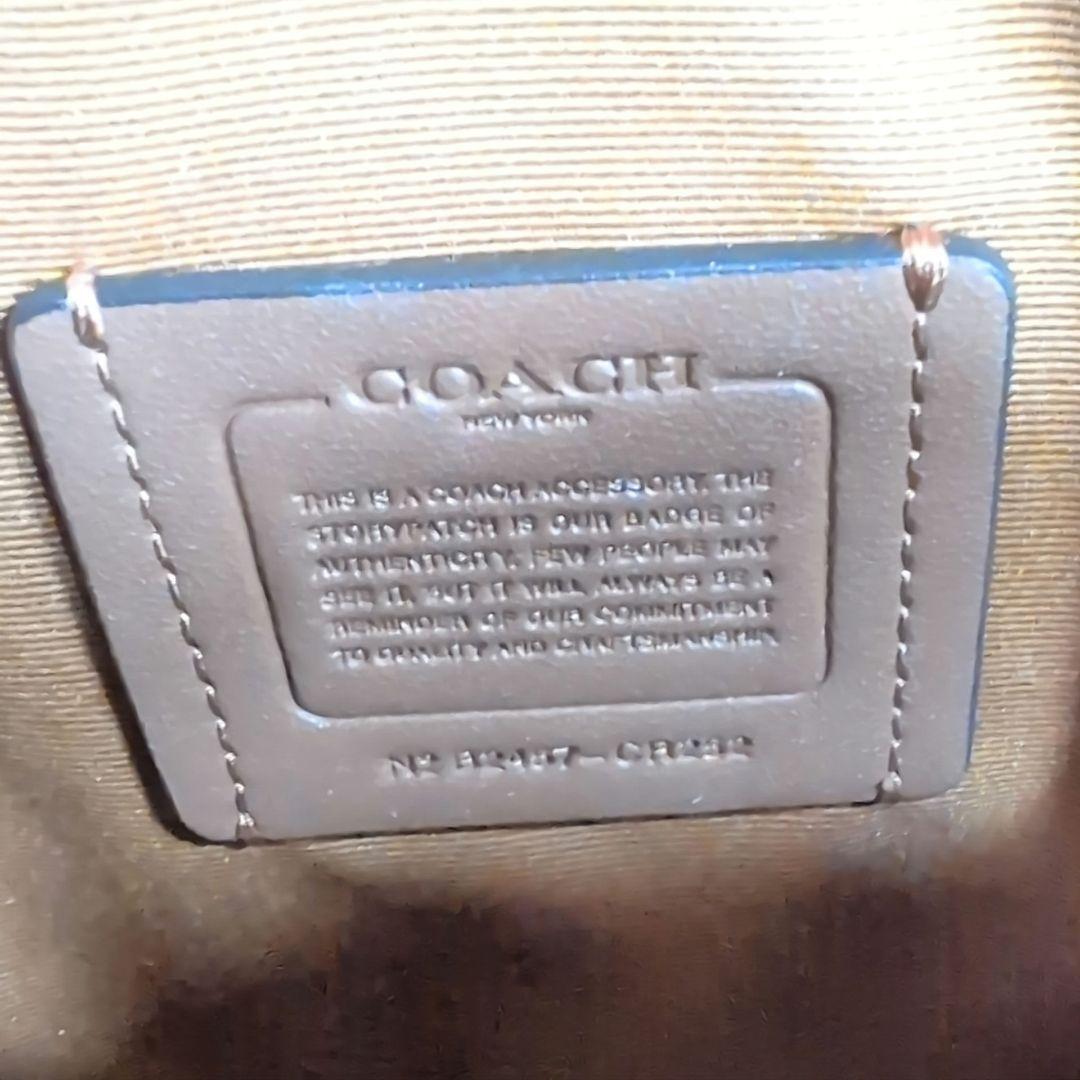 COACH
NEW YORK
THIS IS A COACH ACCESSORY. THE
STORYPATCH IS OUR BADGE OF
AUTHENTICITY. FEW PEOPLE MAY
SEE IT, BUT IT WILL ALWAYS BE A
REMINDER OF OUR COMMITMENT
TO QUALITY AND CRAFTSMANSHIP.
Nº